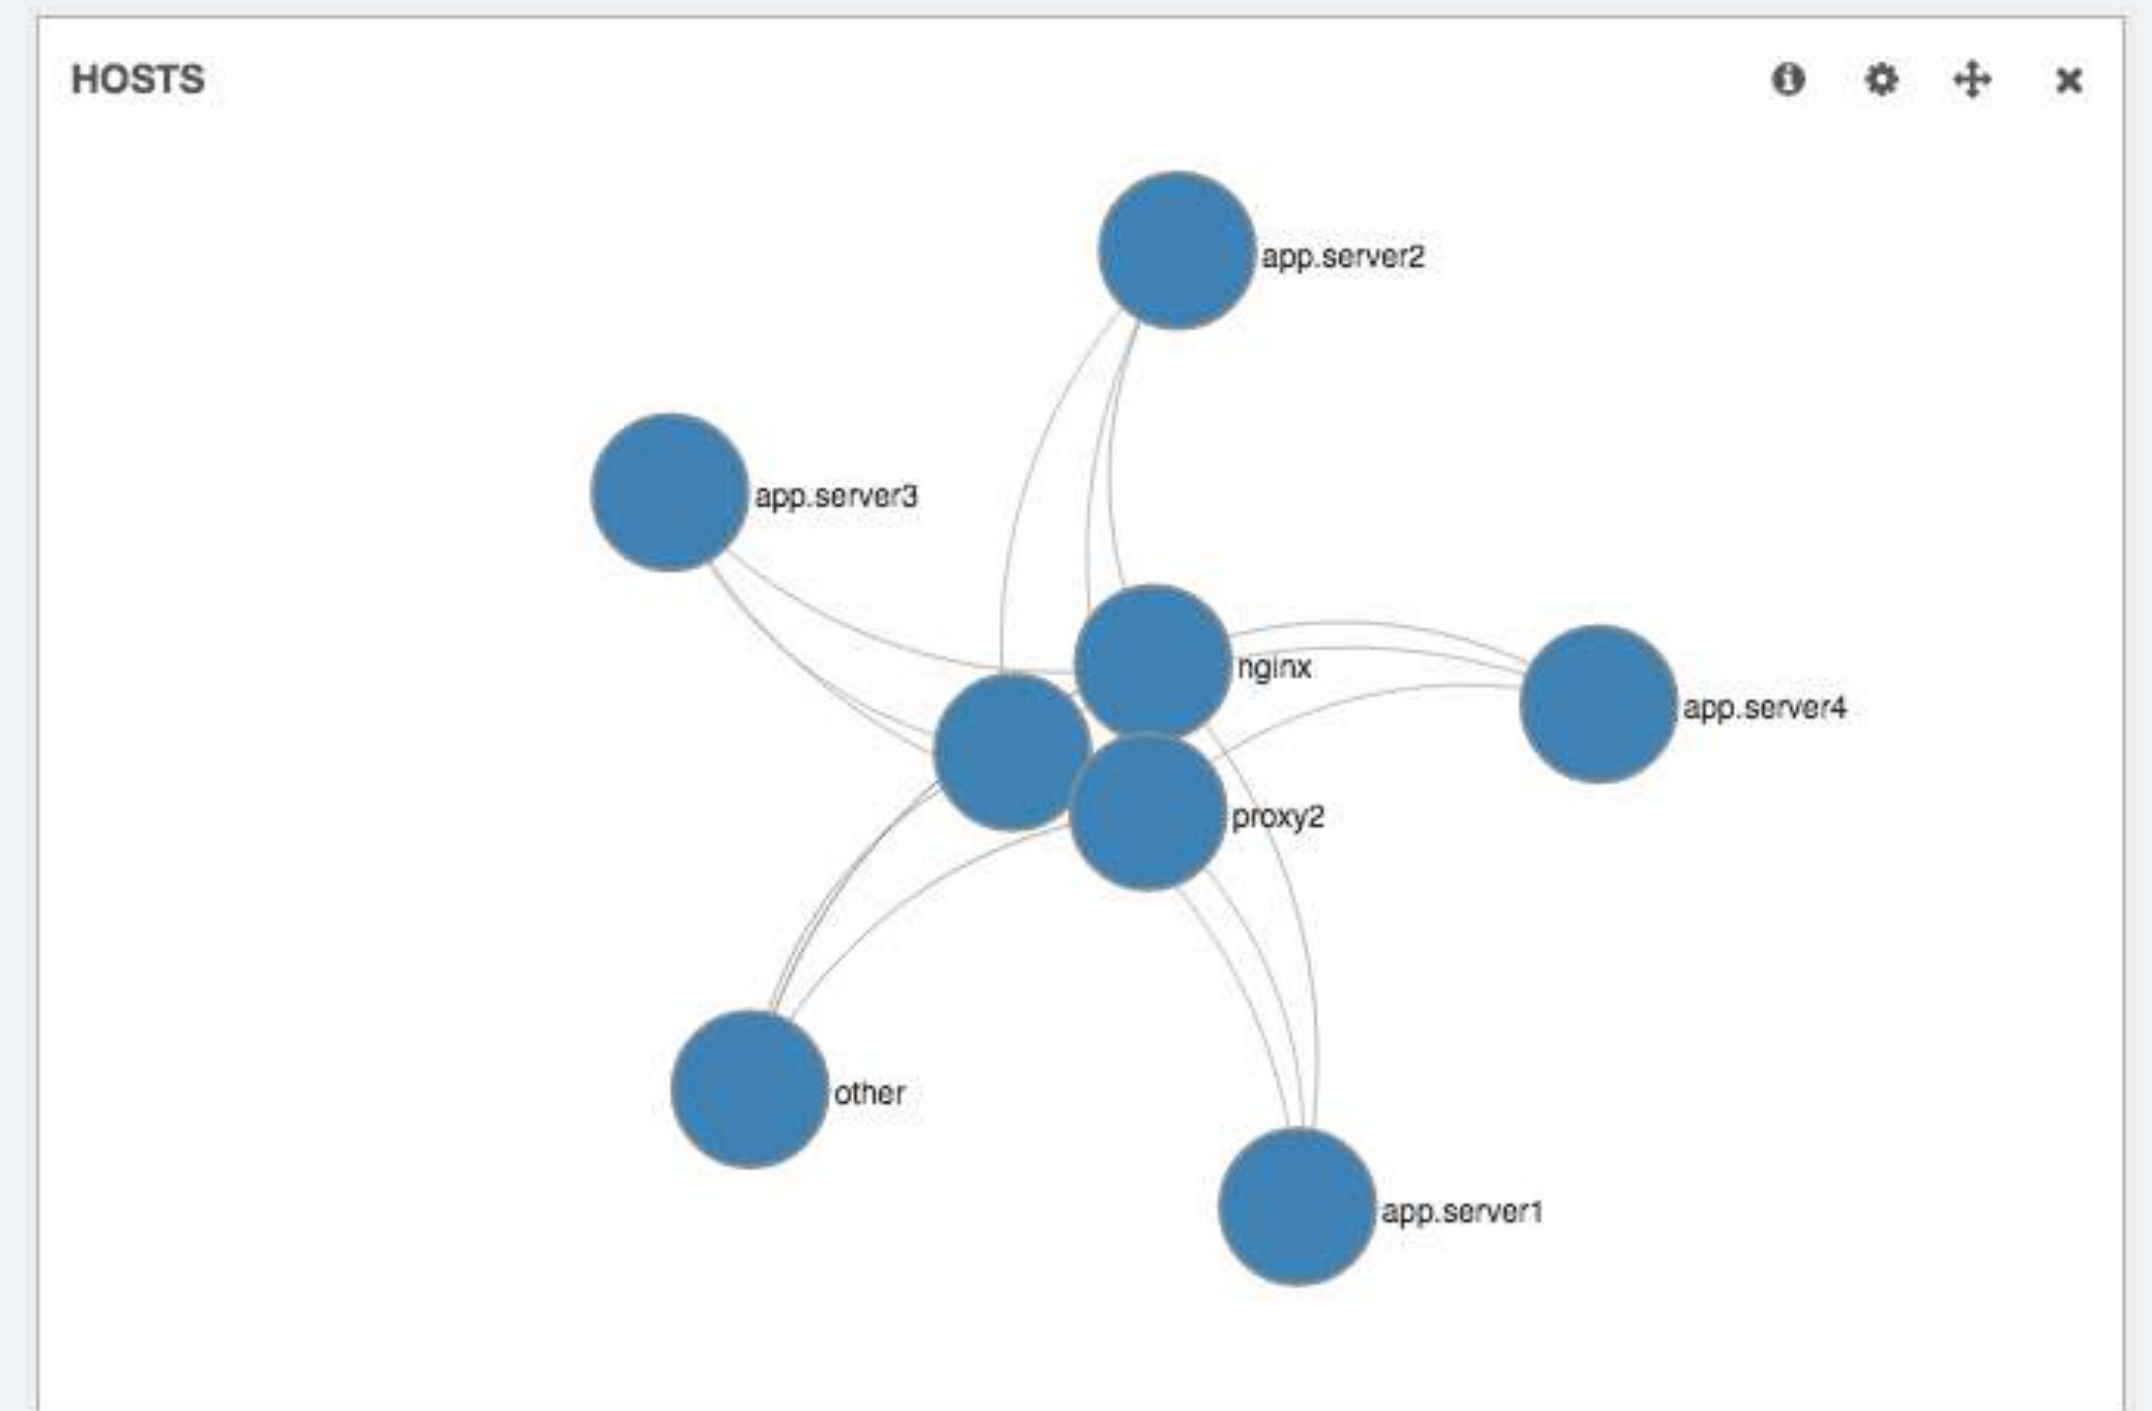 HOSTS
app.server2
app.server3
nginx
app.server4
proxy2
other
app.server1